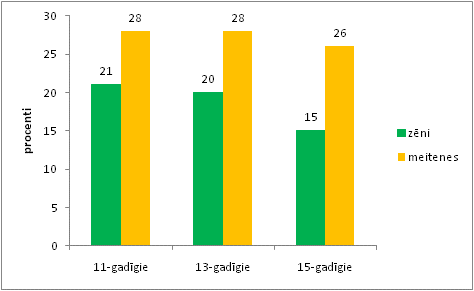 procenti
30
25
20
15
10
5
0
21
28
20
28
15
26
11-gadīgie
13-gadīgie
15-gadīgie
zēni
meitenes